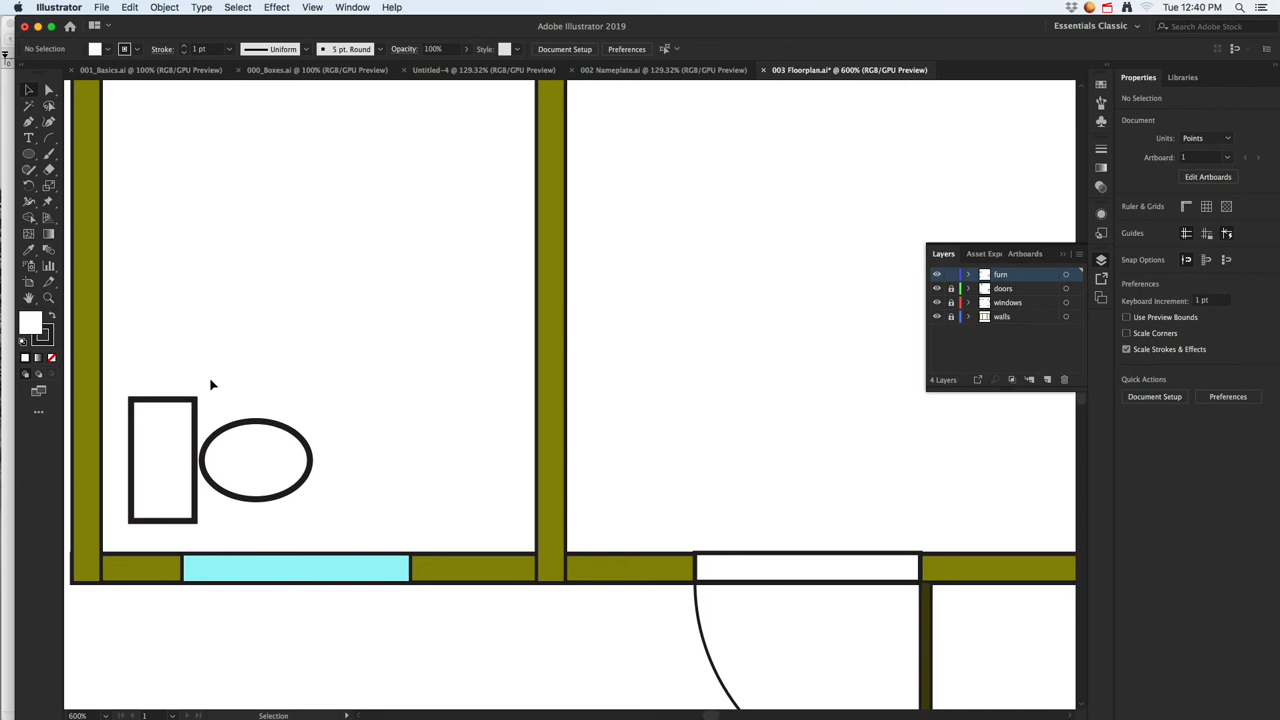 Illustrator File Edit Object Type Select Effect View Window Help Tue 12:40 PM
Adobe Illustrator 2019 Essentials Classic Search Adobe Stock
No Selection Stroke: 1 pt Uniform 5 pt. Round Opacity: 100% Style: Document Setup Preferences
001_Basics.ai @ 100% (RGB/GPU Preview) 000_Boxes.ai @ 100% (RGB/GPU Preview) Untitled-4 @ 129.32% (RGB/GPU Preview) 002 Nameplate.ai @ 129.32% (RGB/GPU Preview) 003 Floorplan.ai* @ 600% (RGB/GPU Preview)
Properties Libraries
No Selection
Document
Units: Points
Artboard: 1
Edit Artboards
Ruler & Grids
Guides
Snap Options
Preferences
Keyboard Increment: 1 pt
Use Preview Bounds
Scale Corners
Scale Strokes & Effects
Quick Actions
Document Setup Preferences
Layers Asset Exp Artboards
furn
doors
windows
walls
4 Layers
600% 1 Selection